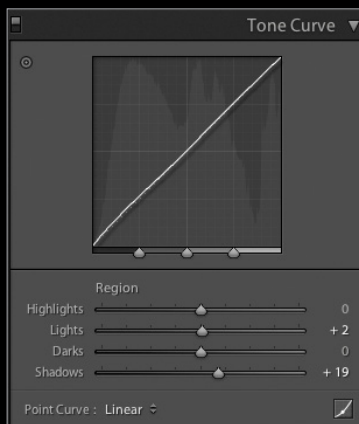 Tone Curve
Region
Highlights 0
Lights + 2
Darks 0
Shadows + 19
Point Curve : Linear